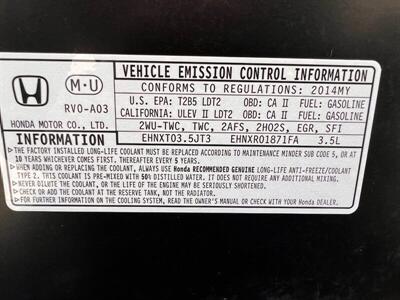 VEHICLE EMISSION CONTROL INFORMATION
M·U
CONFORMS TO REGULATIONS: 2014MY
RV0-A03
U.S. EPA: T2B5 LDT2 OBD: CA II FUEL: GASOLINE
HONDA MOTOR CO., LTD.
CALIFORNIA: ULEV II LDT2 OBD: CA II FUEL: GASOLINE
2WU-TWC, TWC, 2AFS, 2HO2S, EGR, SFI
INFORMATION
EHNXT03.5JT3 EHNXR0187IFA 3.5L
▷THE FACTORY INSTALLED LONG-LIFE COOLANT MUST BE REPLACED ACCORDING TO MAINTENANCE MINDER SUB CODE 5, OR AT
10 YEARS WHICHEVER COMES FIRST, THEREAFTER EVERY 5 YEARS.
▷WHEN ADDING OR REPLACING THE COOLANT, ALWAYS USE Honda RECOMMENDED GENUINE LONG-LIFE ANTI-FREEZE/COOLANT
TYPE 2. THIS COOLANT IS PRE-MIXED WITH 50% DISTILLED WATER. IT DOES NOT REQUIRE ANY ADDITIONAL MIXING.
▷NEVER DILUTE THE COOLANT, OR THE LIFE OF THE ENGINE MAY BE SERIOUSLY SHORTENED.
▷CHECK AND ADD COOLANT AT THE RESERVE TANK, NOT THE RADIATOR.
▷FOR FURTHER INFORMATION ON COOLANT SERVICE, READ THE OWNER'S MANUAL OR CHECK WITH YOUR Honda DEALER.